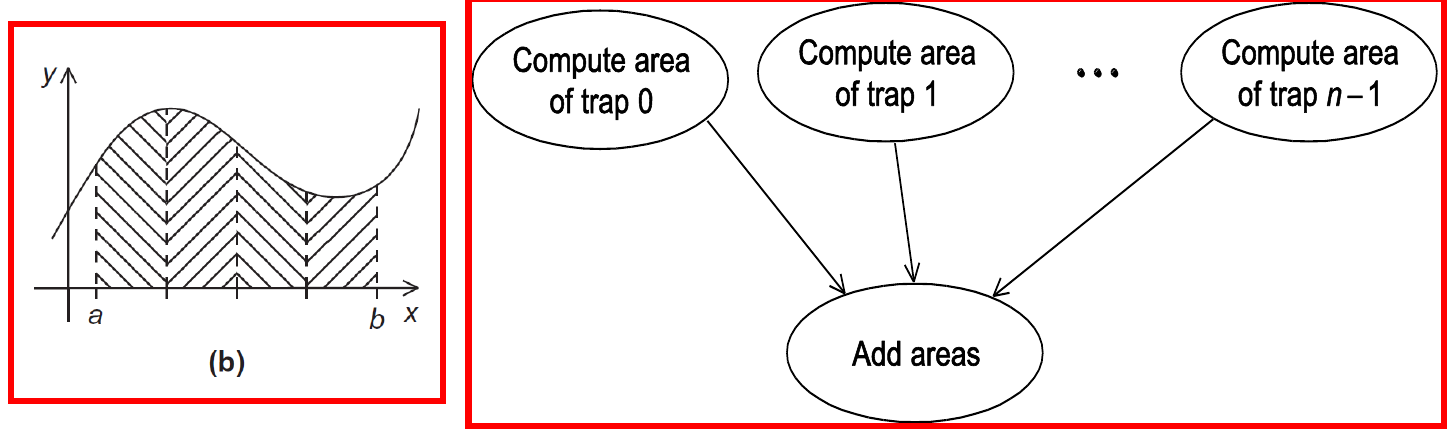 y
a
b
x
(b)
Compute area
of trap 0
Compute area
of trap 1
...
Compute area
of trap n – 1
Add areas